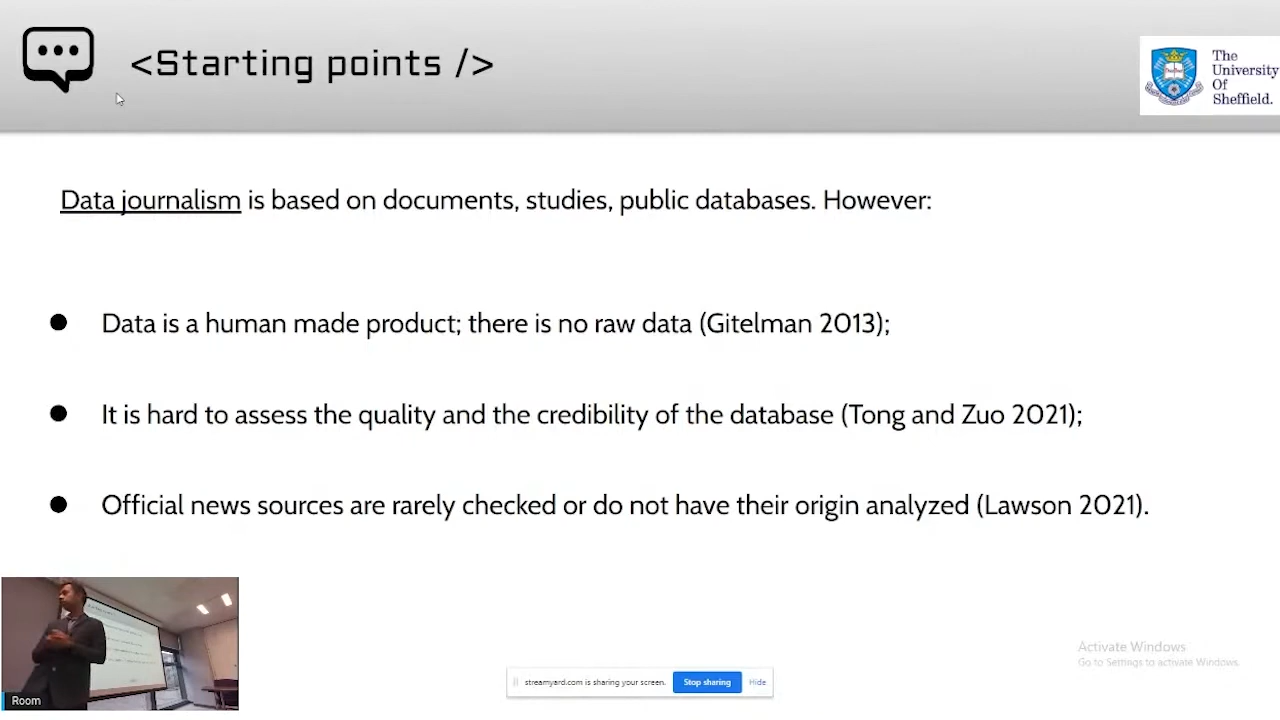 <Starting points />
The
University
Of
Sheffield.
Data journalism is based on documents, studies, public databases. However:
● Data is a human made product; there is no raw data (Gitelman 2013);
● It is hard to assess the quality and the credibility of the database (Tong and Zuo 2021);
● Official news sources are rarely checked or do not have their origin analyzed (Lawson 2021).
Activate Windows
Go to Settings to activate Windows.
streamyard.com is sharing your screen.
Stop sharing
Hide
Room